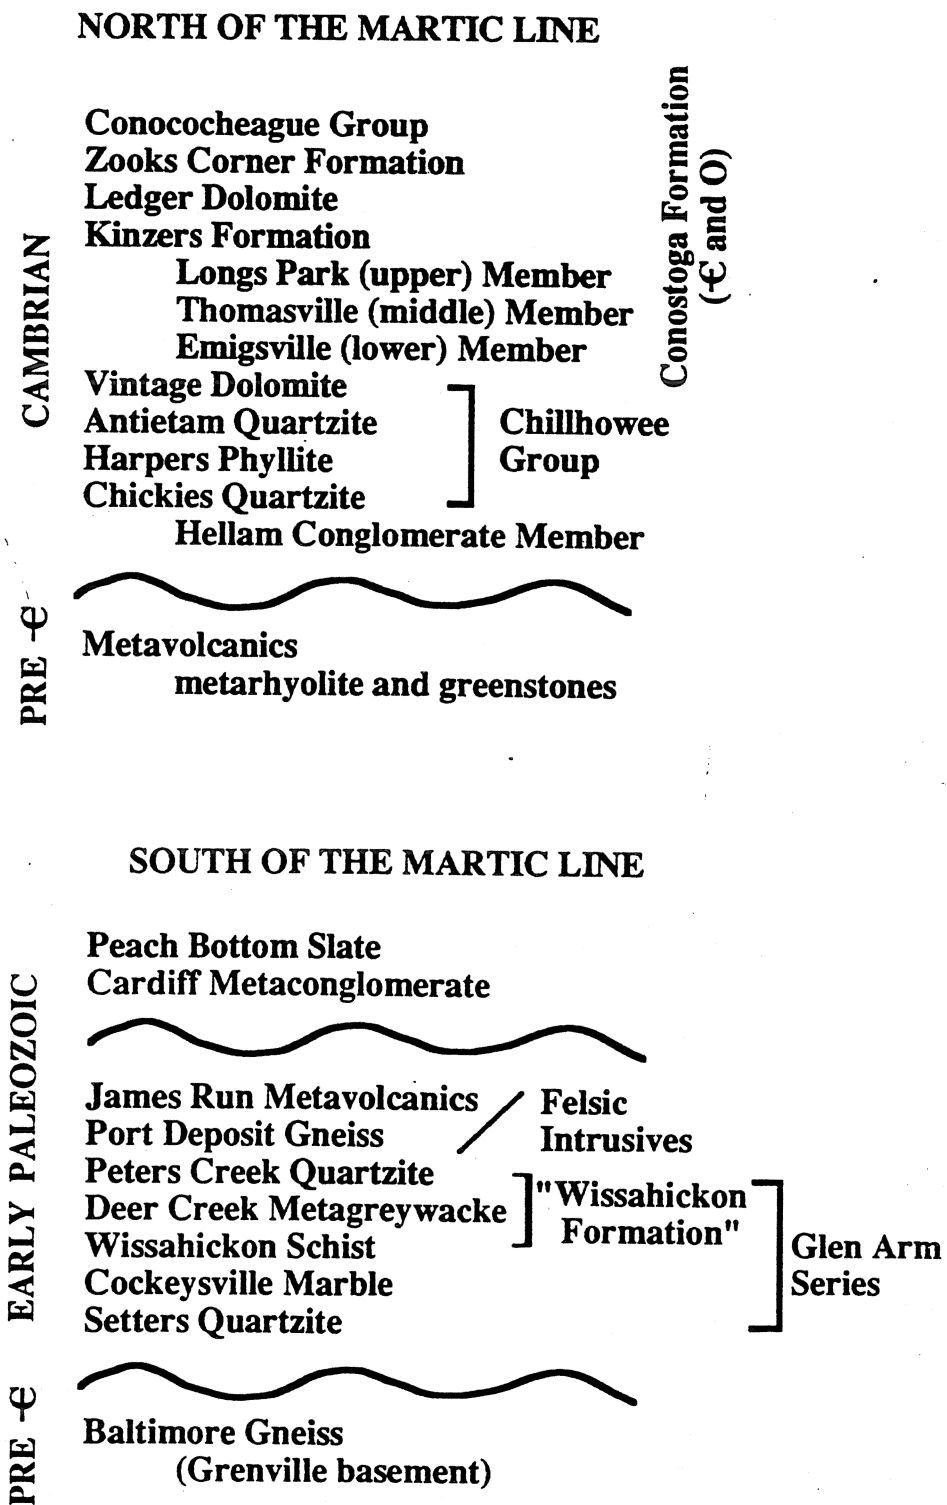 NORTH OF THE MARTIC LINE
CAMBRIAN
Conococheague Group
Zooks Corner Formation
Ledger Dolomite
Kinzers Formation
Longs Park (upper) Member
Thomasville (middle) Member
Emigsville (lower) Member
Vintage Dolomite
Antietam Quartzite
Harpers Phyllite
Chickies Quartzite
Hellam Conglomerate Member
Chillhowee
Group
Conostoga Formation
(-Є and O)
PRE -Є
Metavolcanics
metarhyolite and greenstones
SOUTH OF THE MARTIC LINE
EARLY PALEOZOIC
Peach Bottom Slate
Cardiff Metaconglomerate
James Run Metavolcanics
Port Deposit Gneiss
Felsic
Intrusives
Peters Creek Quartzite
Deer Creek Metagreywacke
Wissahickon Schist
Cockeysville Marble
Setters Quartzite
"Wissahickon
Formation"
Glen Arm
Series
PRE -Є
Baltimore Gneiss
(Grenville basement)